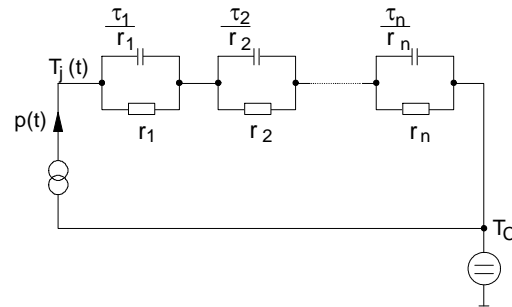 τ1/r1 τ2/r2 τn/rn
Tj(t)
r1 r2 rn
p(t)
TC